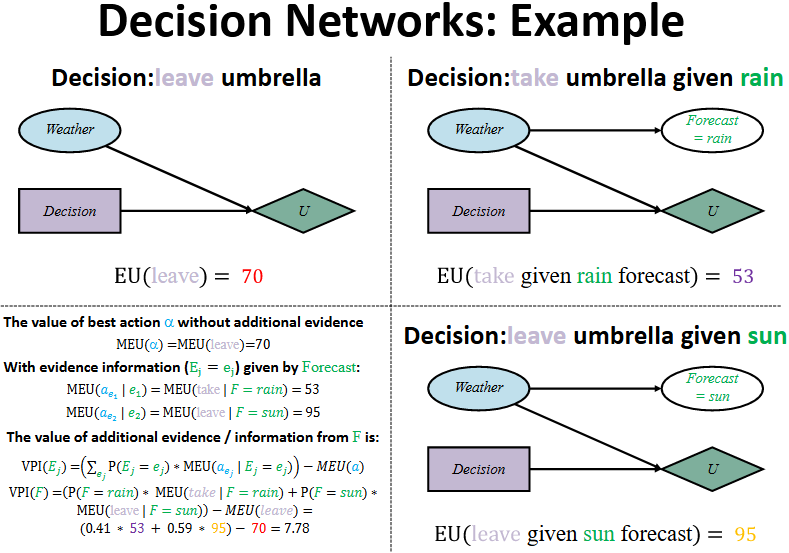 Decision Networks: Example
Decision:leave umbrella
Weather
Decision
U
EU(leave) = 70
Decision:take umbrella given rain
Weather
Forecast
= rain
Decision
U
EU(take given rain forecast) = 53
The value of best action α without additional evidence
MEU(α) =MEU(leave)=70
With evidence information (Eⱼ = eⱼ) given by Forecast:
MEU(aₑ₁ | e₁) = MEU(take | F = rain) = 53
MEU(aₑ₂ | e₂) = MEU(leave | F = sun) = 95
The value of additional evidence / information from F is:
VPI(Eⱼ) =(∑ₑⱼ P(Eⱼ = eⱼ) * MEU(aₑⱼ | Eⱼ = eⱼ)) − MEU(a)
VPI(F) =(P(F = rain) * MEU(take | F = rain) + P(F = sun) *
MEU(leave | F = sun)) − MEU(leave) =
(0.41 * 53 + 0.59 * 95) − 70 = 7.78
Decision:leave umbrella given sun
Weather
Forecast
= sun
Decision
U
EU(leave given sun forecast) = 95